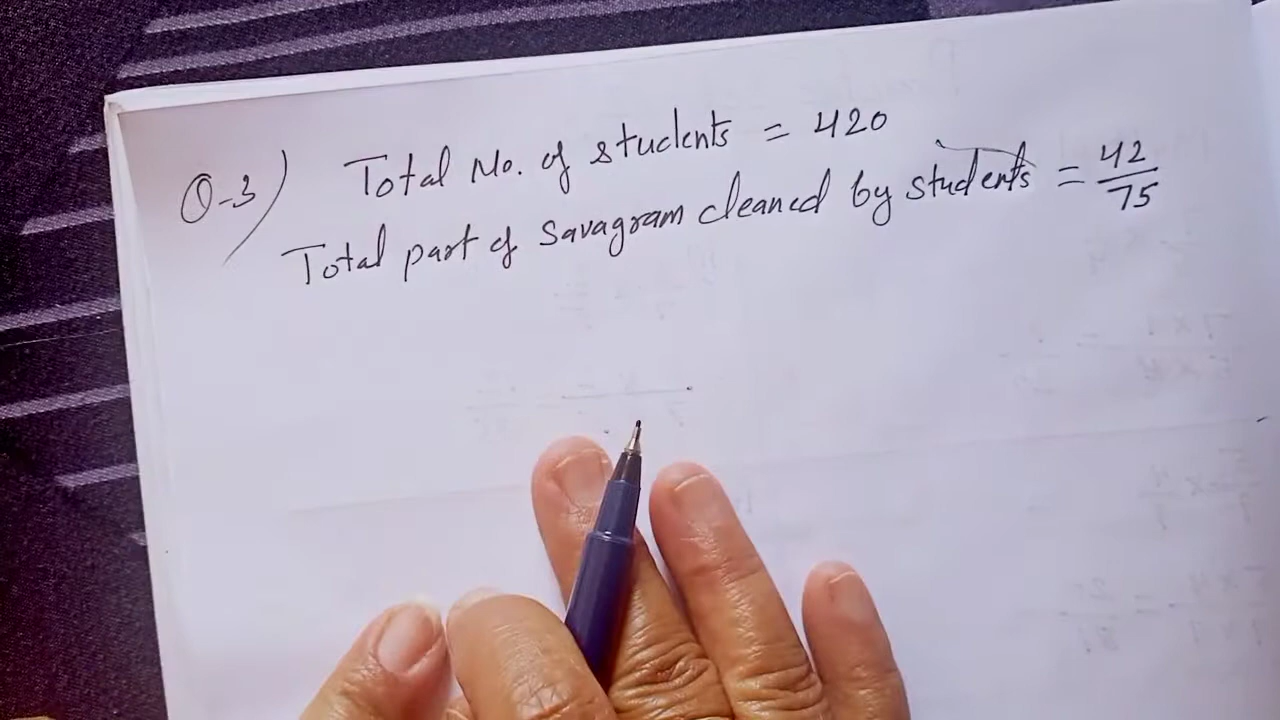 Q-3) Total No. of students = 420
Total part of Savagram cleaned by students = 42/75